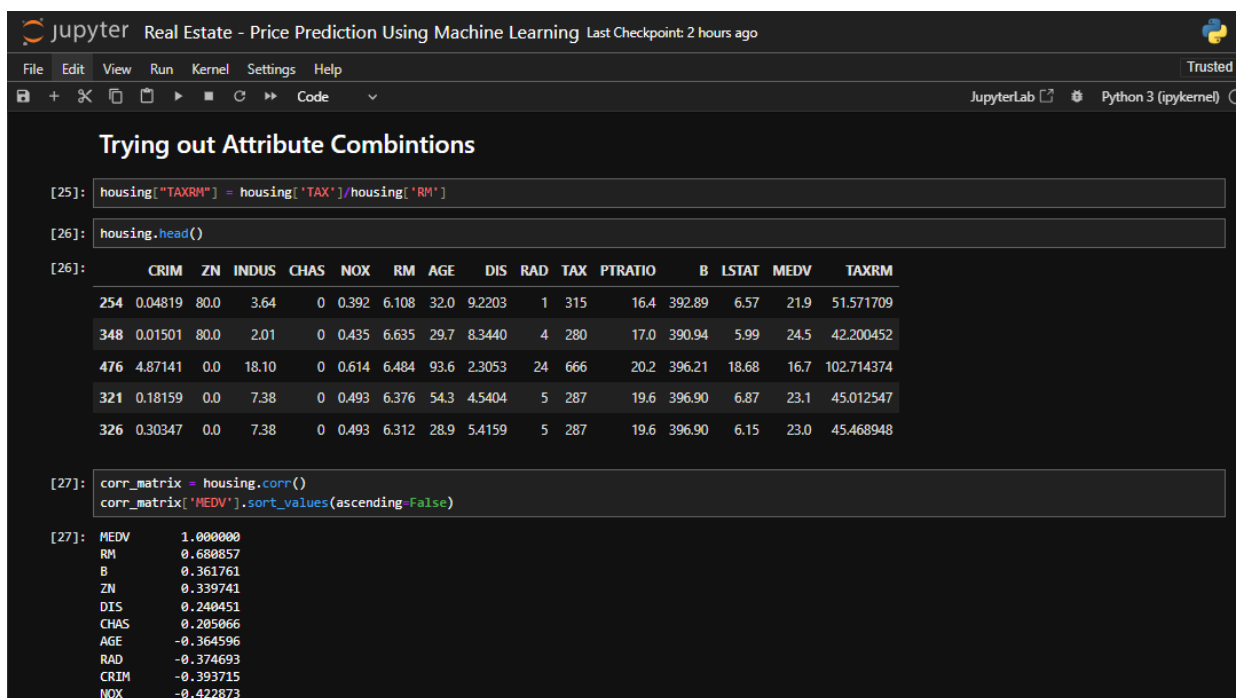 jupyter Real Estate - Price Prediction Using Machine Learning Last Checkpoint: 2 hours ago
File Edit View Run Kernel Settings Help Trusted
Code JupyterLab Python 3 (ipykernel)
Trying out Attribute Combintions
[25]: housing["TAXRM"] = housing['TAX']/housing['RM']
[26]: housing.head()
[26]: CRIM ZN INDUS CHAS NOX RM AGE DIS RAD TAX PTRATIO B LSTAT MEDV TAXRM
254 0.04819 80.0 3.64 0 0.392 6.108 32.0 9.2203 1 315 16.4 392.89 6.57 21.9 51.571709
348 0.01501 80.0 2.01 0 0.435 6.635 29.7 8.3440 4 280 17.0 390.94 5.99 24.5 42.200452
476 4.87141 0.0 18.10 0 0.614 6.484 93.6 2.3053 24 666 20.2 396.21 18.68 16.7 102.714374
321 0.18159 0.0 7.38 0 0.493 6.376 54.3 4.5404 5 287 19.6 396.90 6.87 23.1 45.012547
326 0.30347 0.0 7.38 0 0.493 6.312 28.9 5.4159 5 287 19.6 396.90 6.15 23.0 45.468948
[27]: corr_matrix = housing.corr()
corr_matrix['MEDV'].sort_values(ascending=False)
[27]: MEDV 1.000000
RM 0.680857
B 0.361761
ZN 0.339741
DIS 0.240451
CHAS 0.205066
AGE -0.364596
RAD -0.374693
CRIM -0.393715
NOX -0.422873